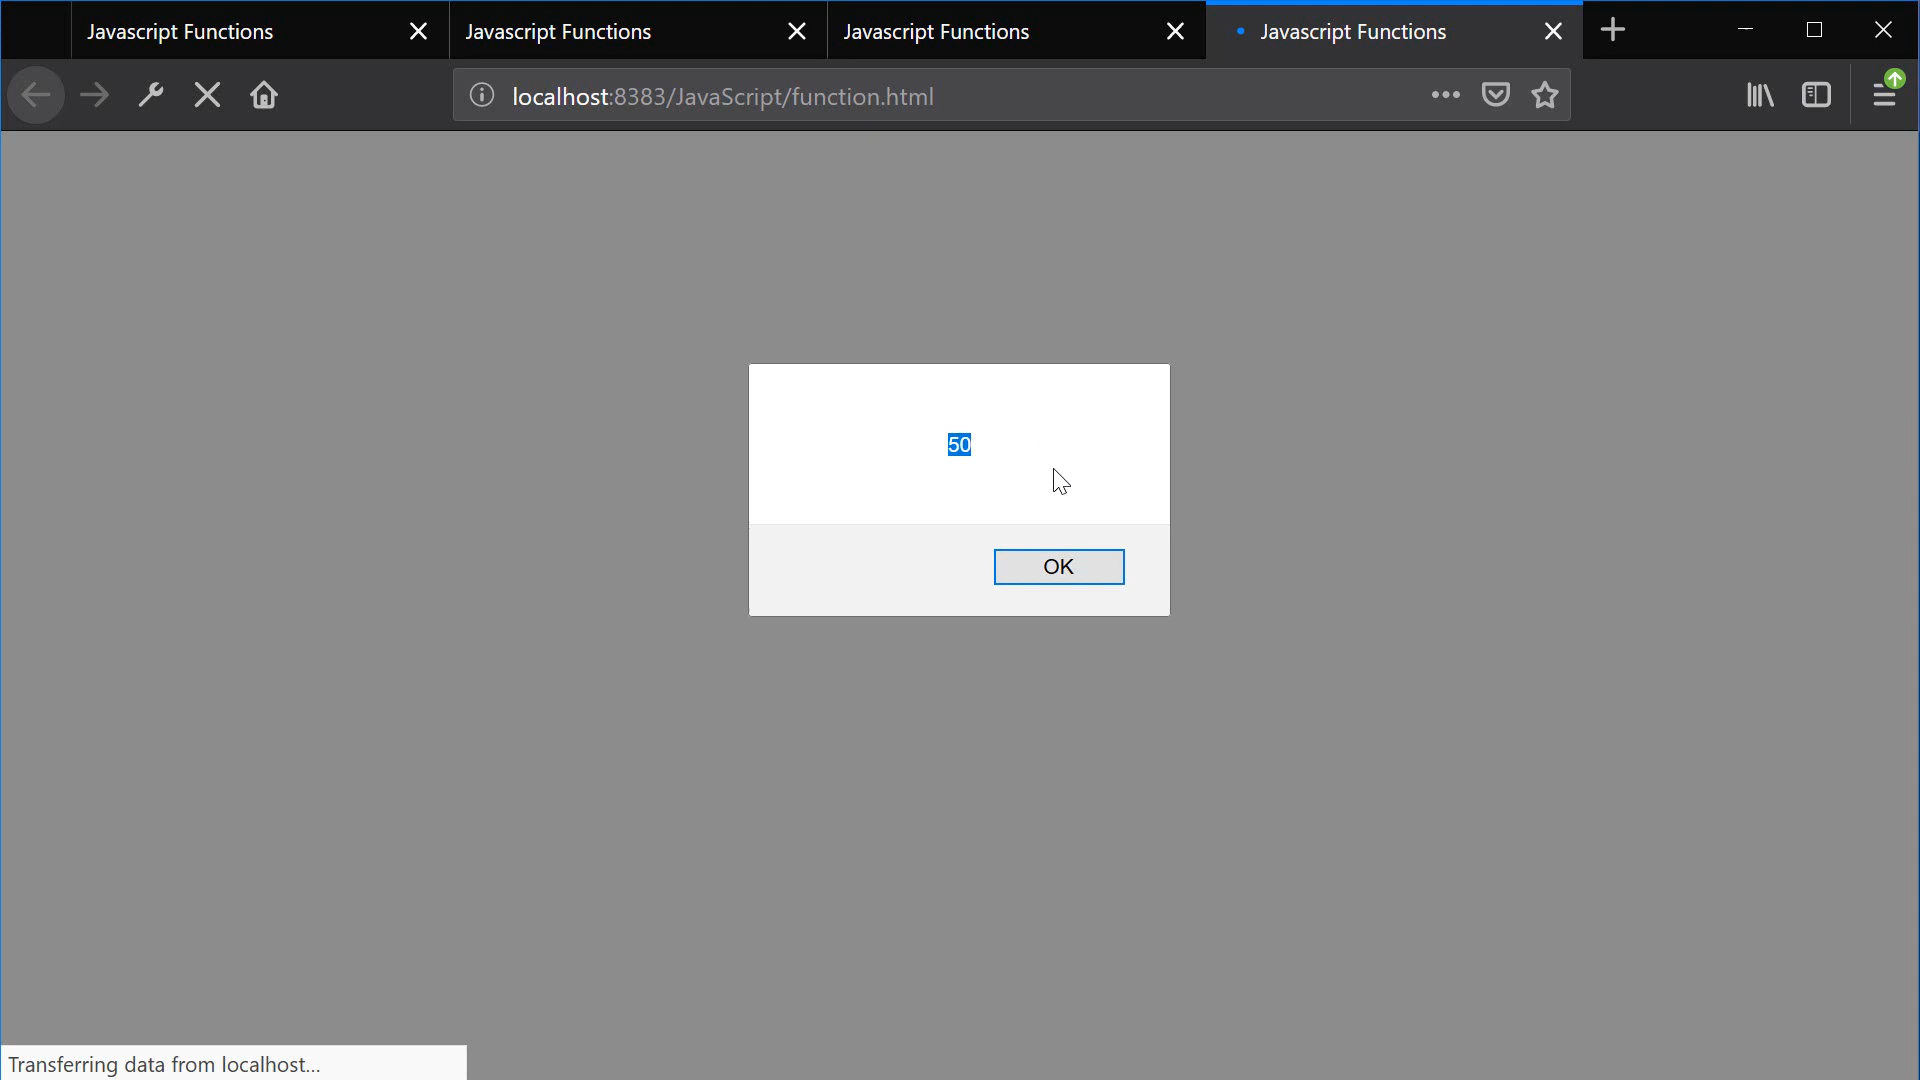 Javascript Functions
Javascript Functions
Javascript Functions
Javascript Functions
localhost:8383/JavaScript/function.html
50
OK
Transferring data from localhost...